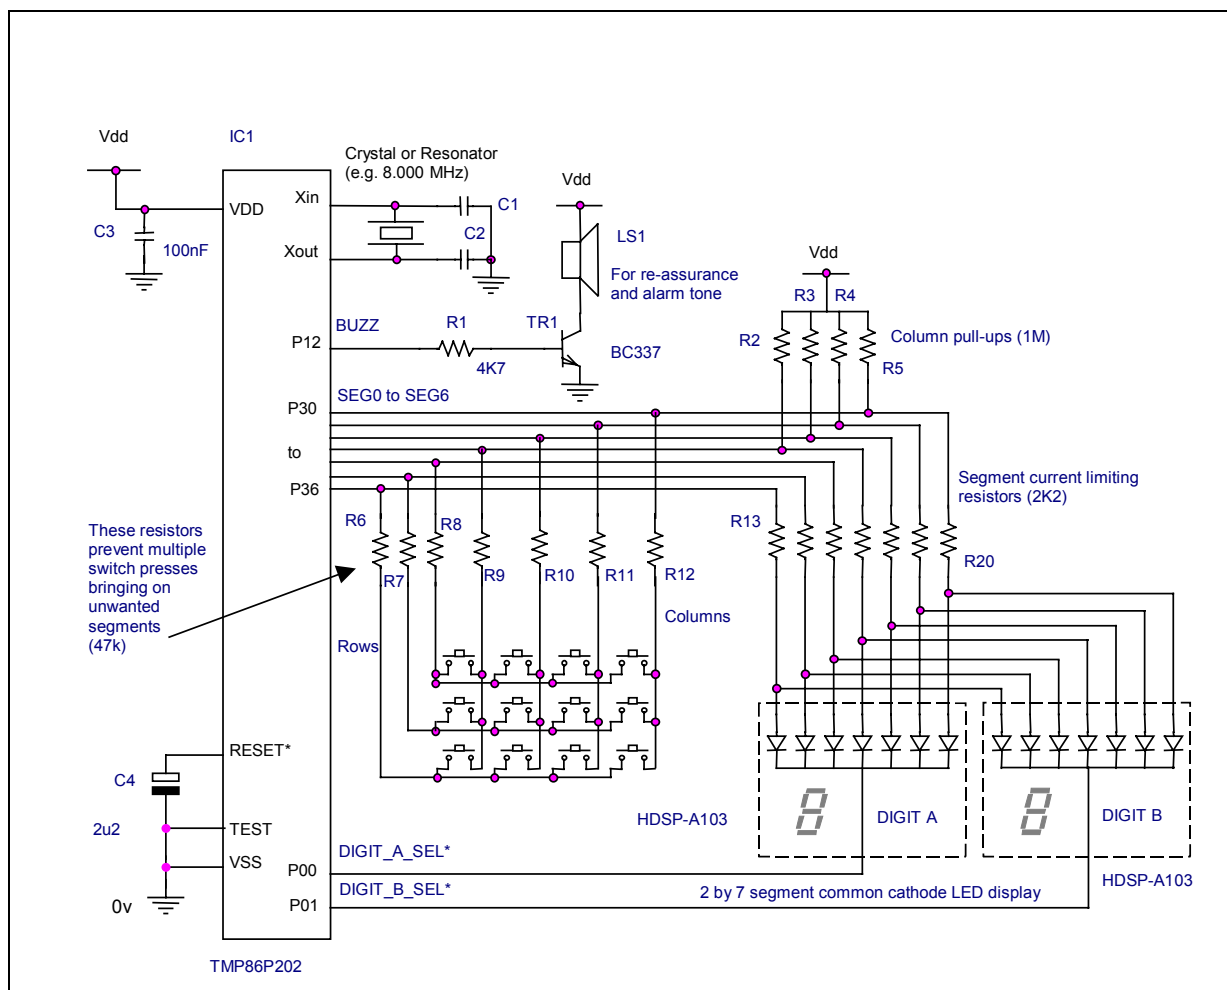 Vdd
IC1
Crystal or Resonator
(e.g. 8.000 MHz)
Vdd
Xin
C1
VDD
C3
C2
LS1
100nF
Xout
Vdd
For re-assurance
and alarm tone
R3
R4
BUZZ
R1
TR1
R2
Column pull-ups (1M)
P12
BC337
4K7
R5
SEG0 to SEG6
P30
to
Segment current limiting
resistors (2K2)
P36
These resistors
prevent multiple
switch presses
bringing on
unwanted
segments
(47k)
R6
R8
R13
R7
R9
R10
R11
R12
R20
Columns
Rows
RESET*
C4
2u2
TEST
HDSP-A103
DIGIT A
DIGIT B
VSS
DIGIT_A_SEL*
P00
DIGIT_B_SEL*
2 by 7 segment common cathode LED display
HDSP-A103
0v
P01
TMP86P202